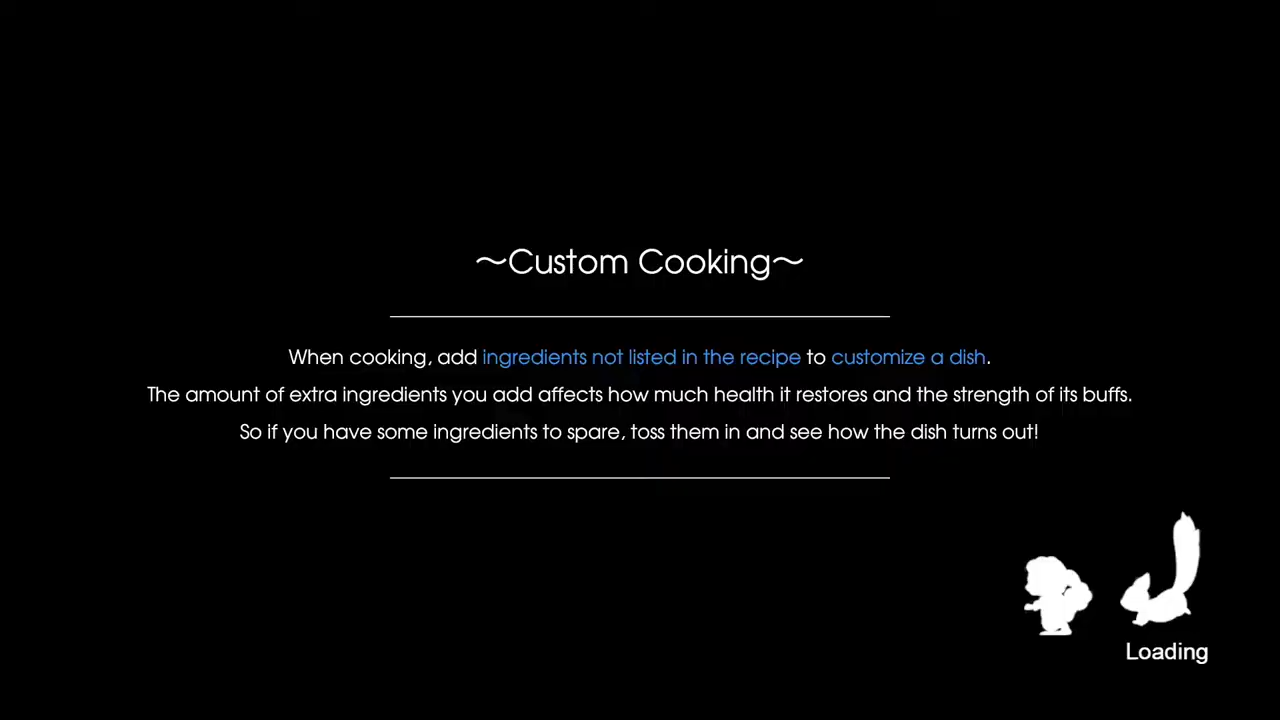 ～Custom Cooking～
When cooking, add ingredients not listed in the recipe to customize a dish.
The amount of extra ingredients you add affects how much health it restores and the strength of its buffs.
So if you have some ingredients to spare, toss them in and see how the dish turns out!
Loading